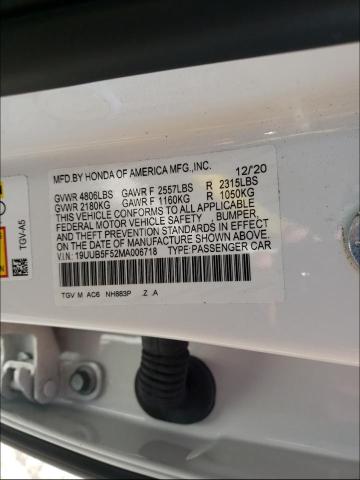 MFD.BY HONDA OF AMERICA MFG.,INC. 12/20
GVWR 4806LBS GAWR F 2557LBS R 2315LBS
GVWR 2180KG GAWR F 1160KG R 1050KG
THIS VEHICLE CONFORMS TO ALL APPLICABLE
FEDERAL MOTOR VEHICLE SAFETY , BUMPER,
AND THEFT PREVENTION STANDARDS IN EFFECT
ON THE DATE OF MANUFACTURE SHOWN ABOVE.
V.I.N: 19UUB5F52MA006718 TYPE:PASSENGER CAR
TGV M AC6 NH883P Z A
TGV-A5